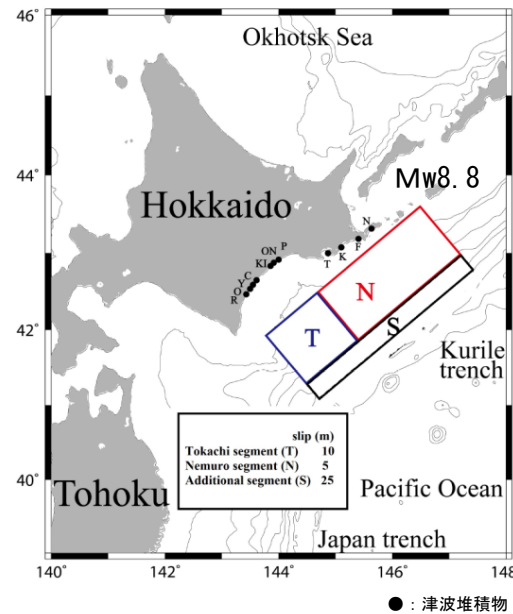 46°
Okhotsk Sea
44°
Mw8.8
Hokkaido
N
ON P
KI
T K F
C
Y
O
R
N
42°
T
S
Kurile
trench
slip (m)
Tokachi segment (T) 10
Nemuro segment (N) 5
Additional segment (S) 25
40°
Tohoku
Pacific Ocean
Japan trench
140° 142° 144° 146° 148
●：津波堆積物